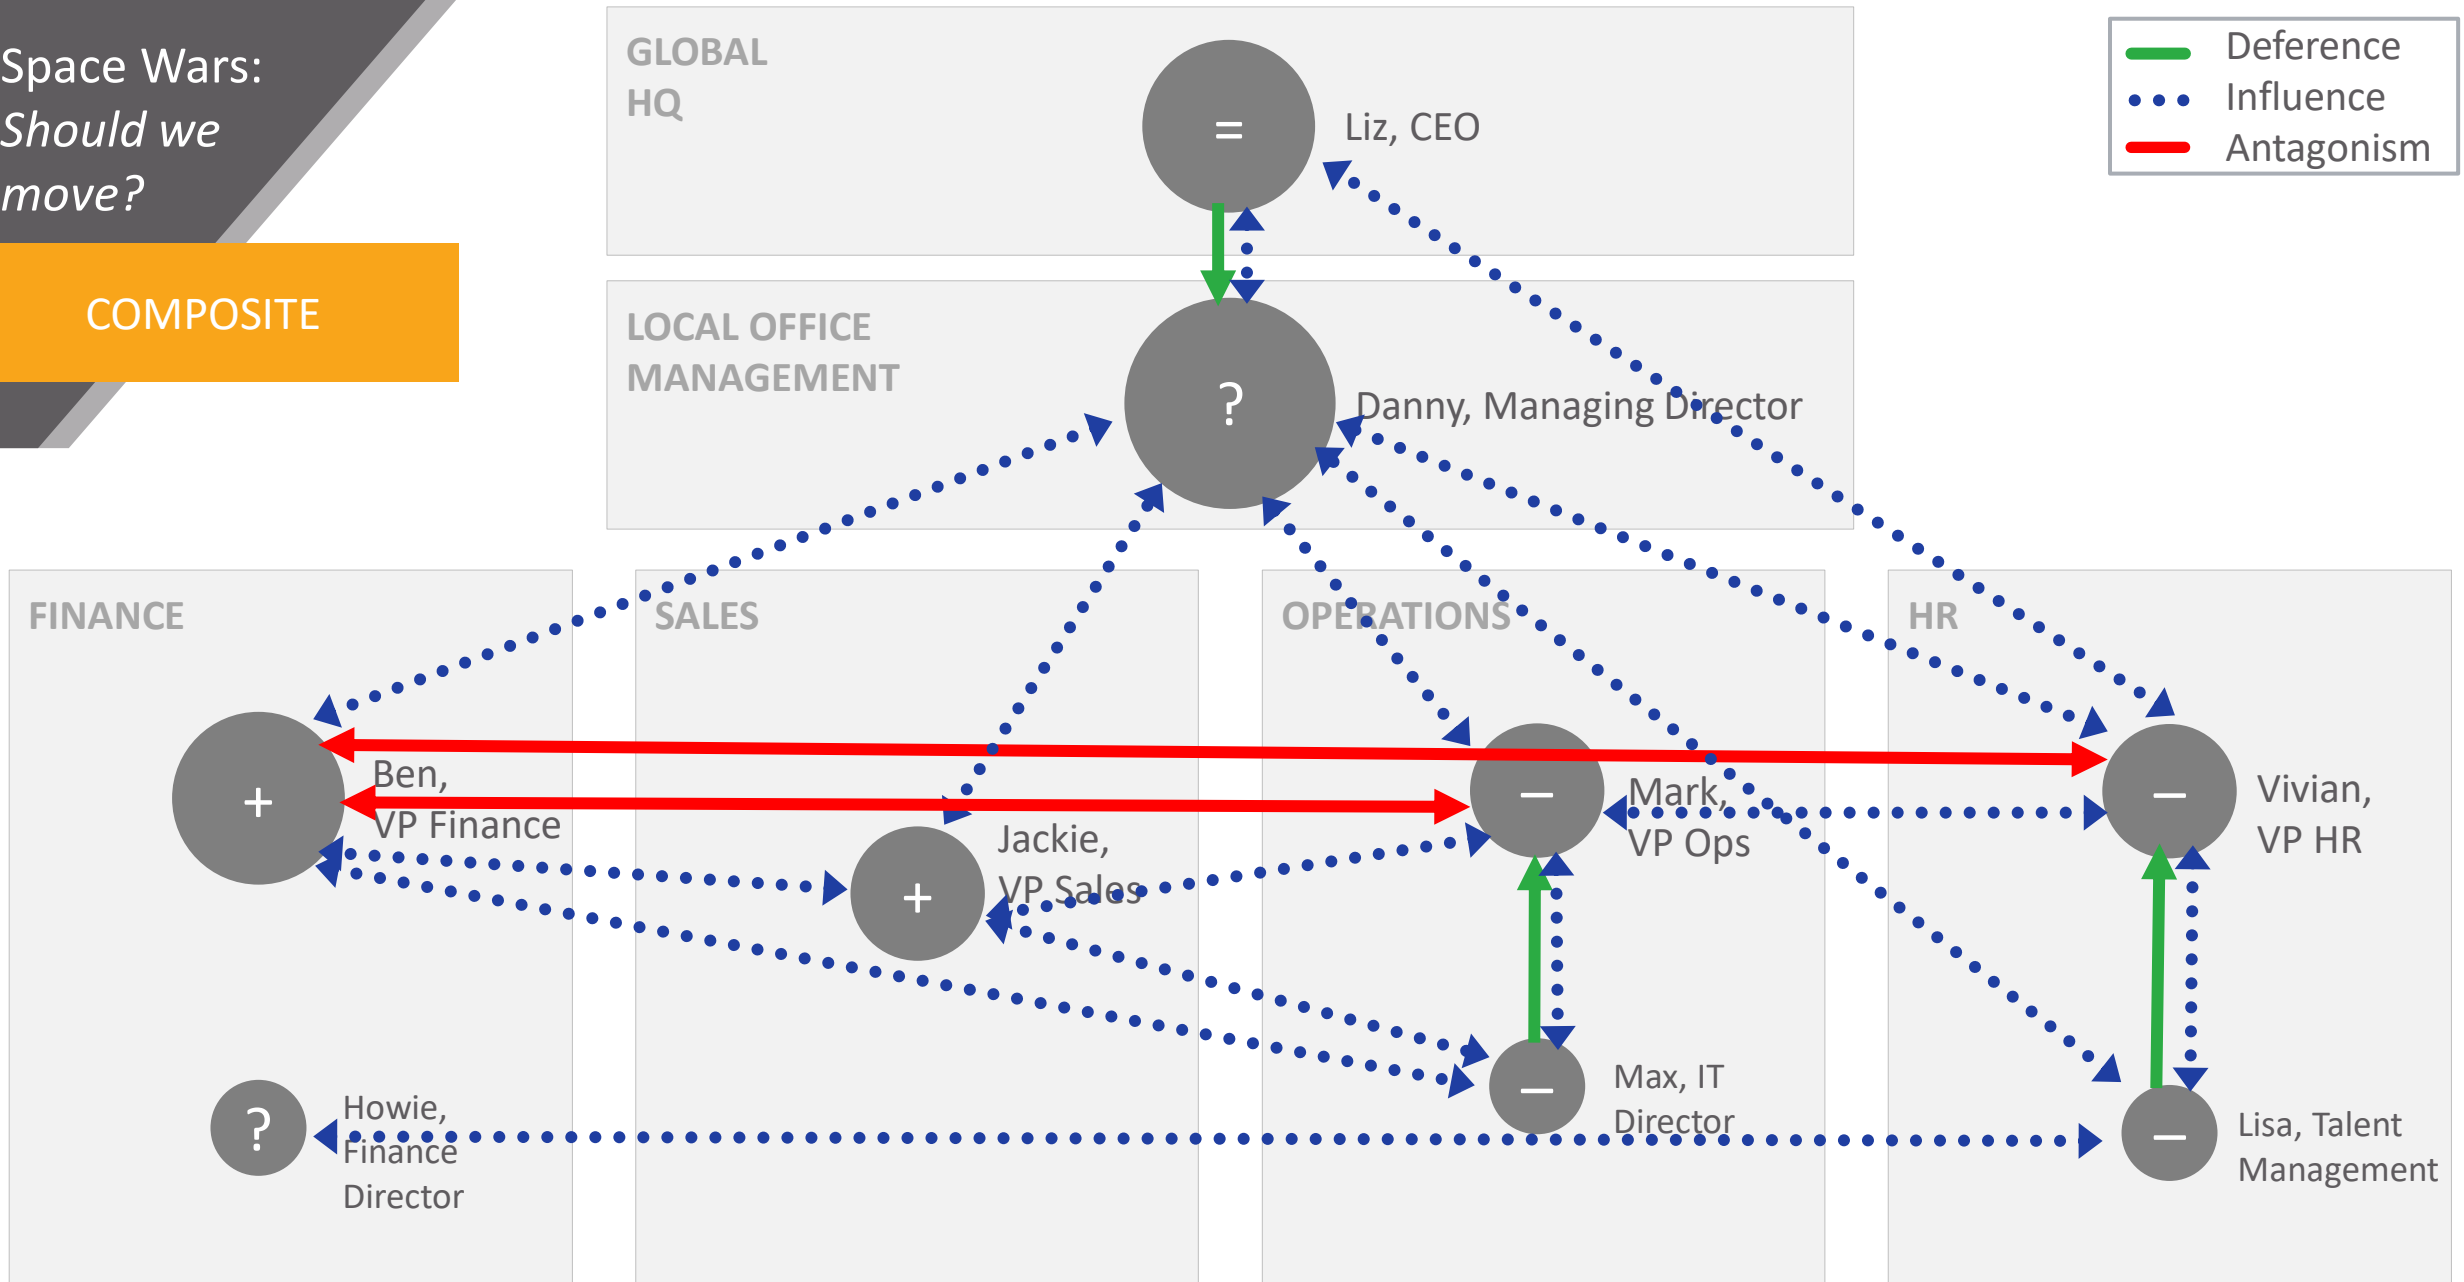 Space Wars:
Should we
move?
COMPOSITE
GLOBAL
HQ
=
Liz, CEO
Deference
Influence
Antagonism
LOCAL OFFICE
MANAGEMENT
?
Danny, Managing Director
FINANCE
SALES
OPERATIONS
HR
+
Ben,
VP Finance
+
Jackie,
VP Sales
–
Mark,
VP Ops
–
Vivian,
VP HR
?
Howie,
Finance
Director
–
Max, IT
Director
–
Lisa, Talent
Management